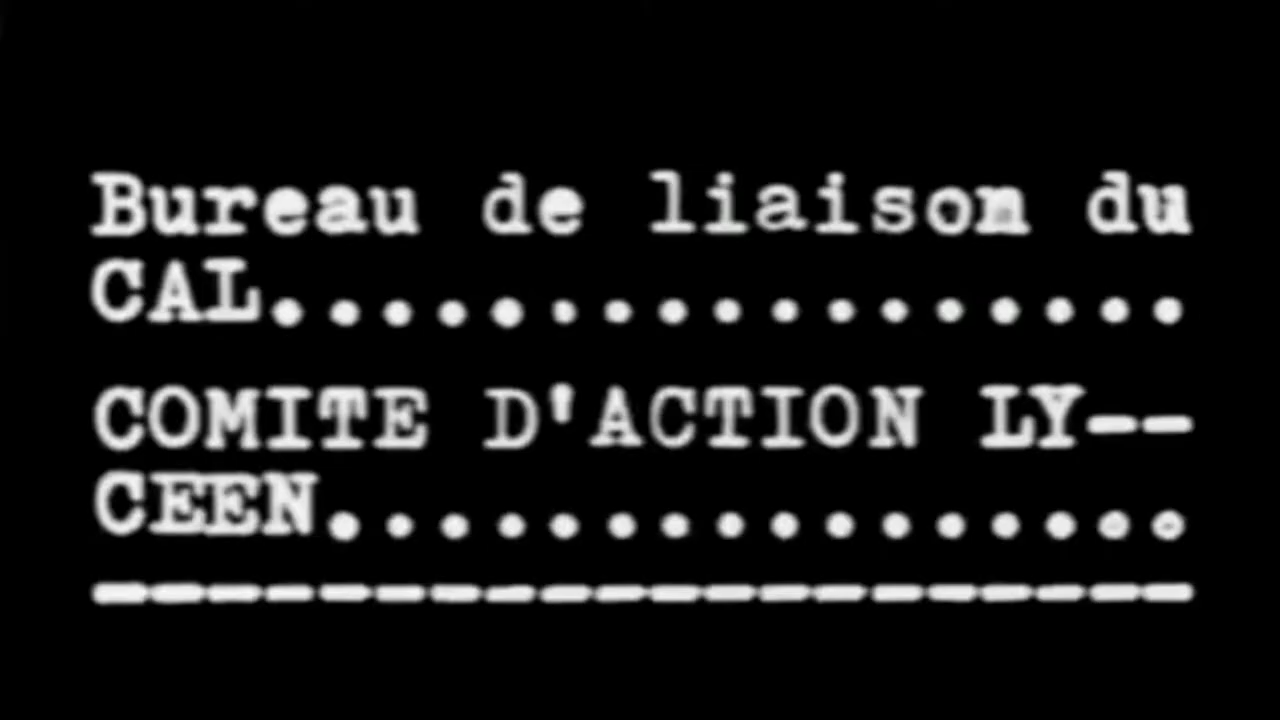 Bureau de liaison du
CAL.................
COMITE D'ACTION LY--
CEEN................
--------------------